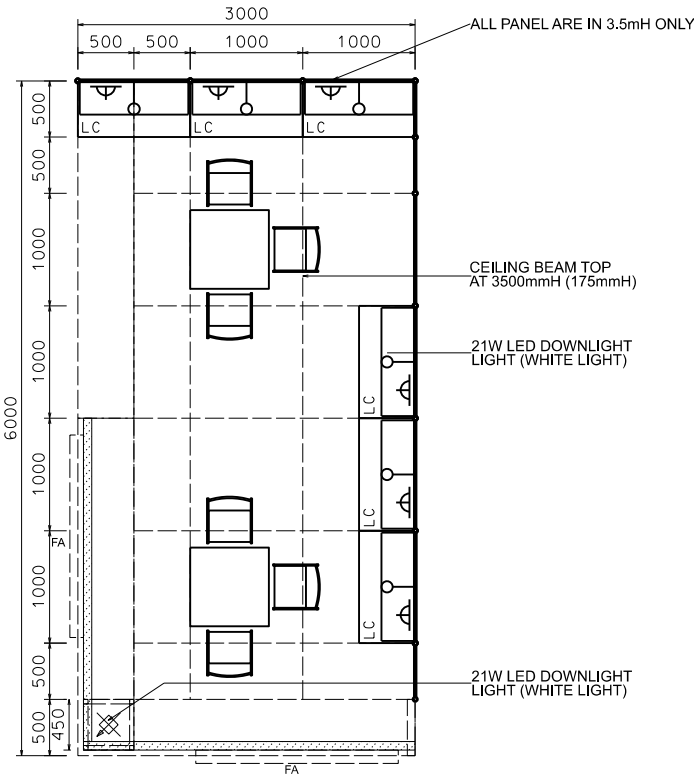 3000
ALL PANEL ARE IN 3.5mH ONLY
500 500 1000 1000
500
LC LC LC
500
1000
CEILING BEAM TOP
AT 3500mmH (175mmH)
1000
21W LED DOWNLIGHT
LIGHT (WHITE LIGHT)
LC
6000
1000
LC
FA
1000
LC
500
21W LED DOWNLIGHT
LIGHT (WHITE LIGHT)
500
450
FA